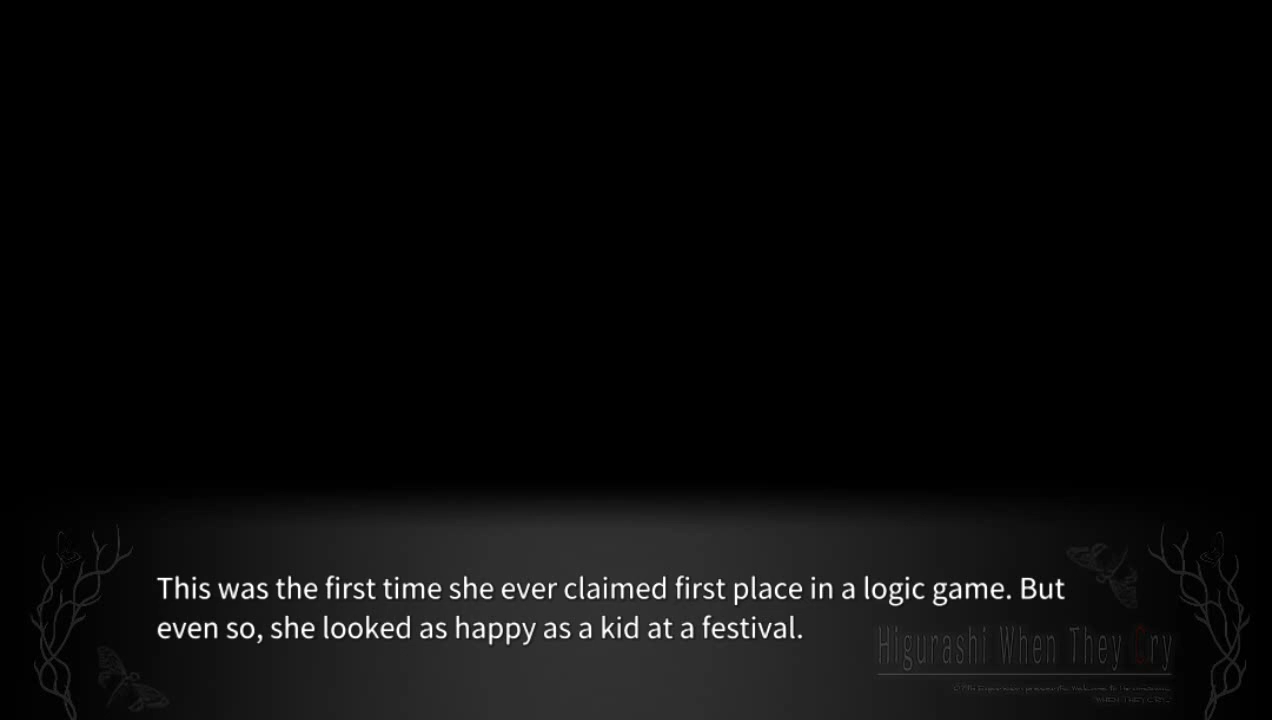 This was the first time she ever claimed first place in a logic game. But
even so, she looked as happy as a kid at a festival.
Higurashi When They Cry